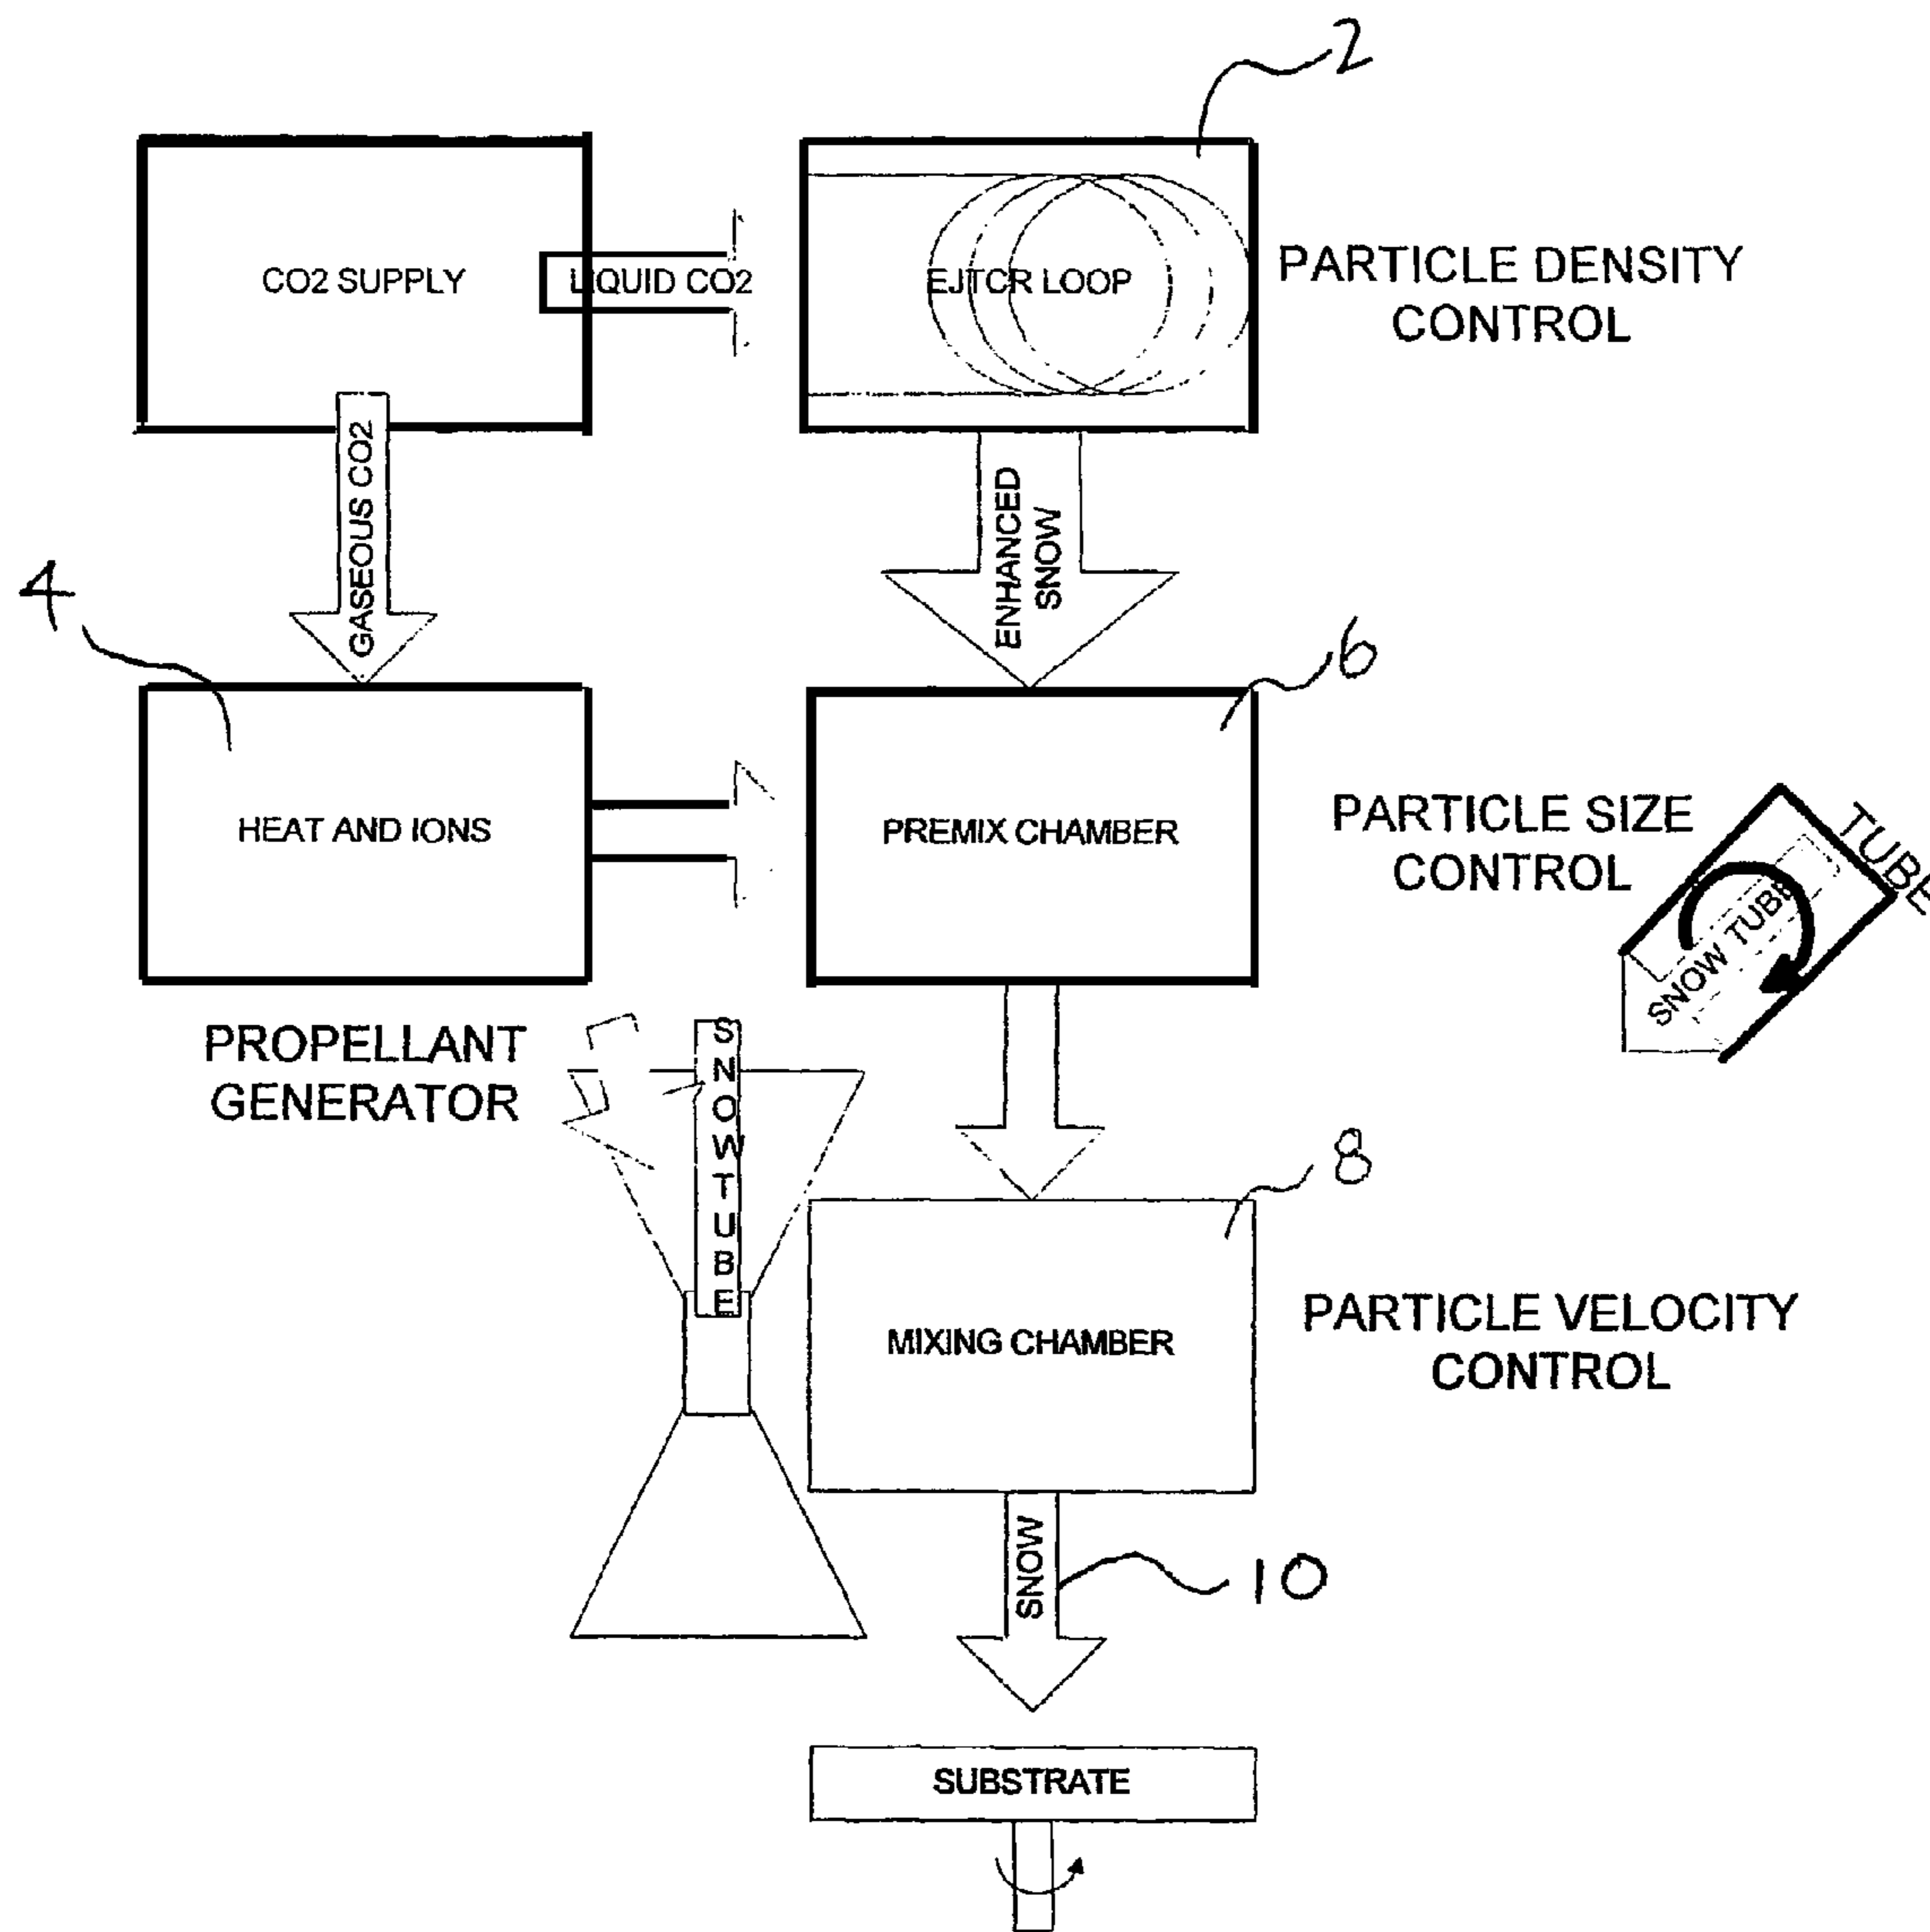 2
CO2 SUPPLY
LIQUID CO2
EJTCR LOOP
PARTICLE DENSITY
CONTROL
GASEOUS CO2
ENHANCED
SNOW
4
6
HEAT AND IONS
PREMIX CHAMBER
PARTICLE SIZE
CONTROL
TUBE
SNOW TUBE
PROPELLANT
GENERATOR
SNOWTUBE
8
MIXING CHAMBER
PARTICLE VELOCITY
CONTROL
SNOW
10
SUBSTRATE